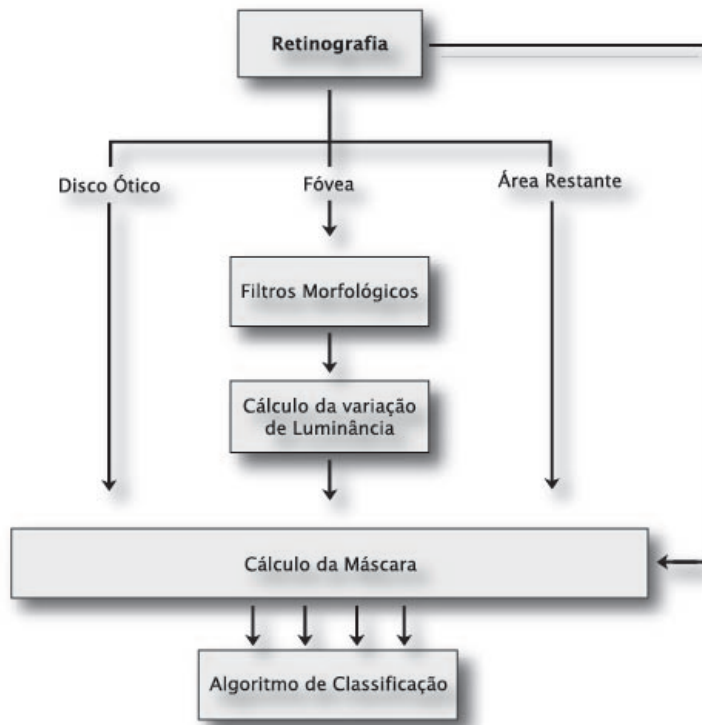 Retinografia
Disco Ótico
Fóvea
Área Restante
Filtros Morfológicos
Cálculo da variação
de Luminância
Cálculo da Máscara
Algoritmo de Classificação